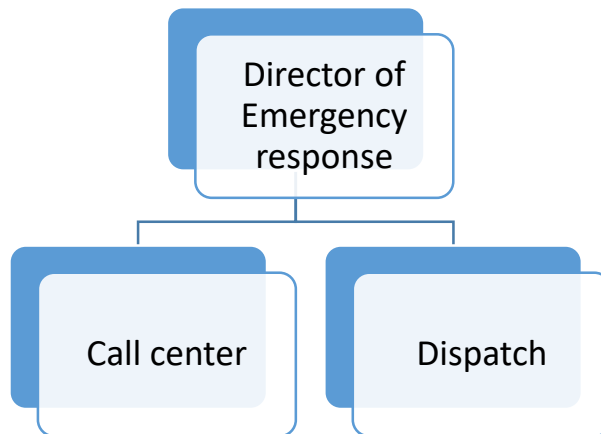 Director of
Emergency
response
Call center
Dispatch